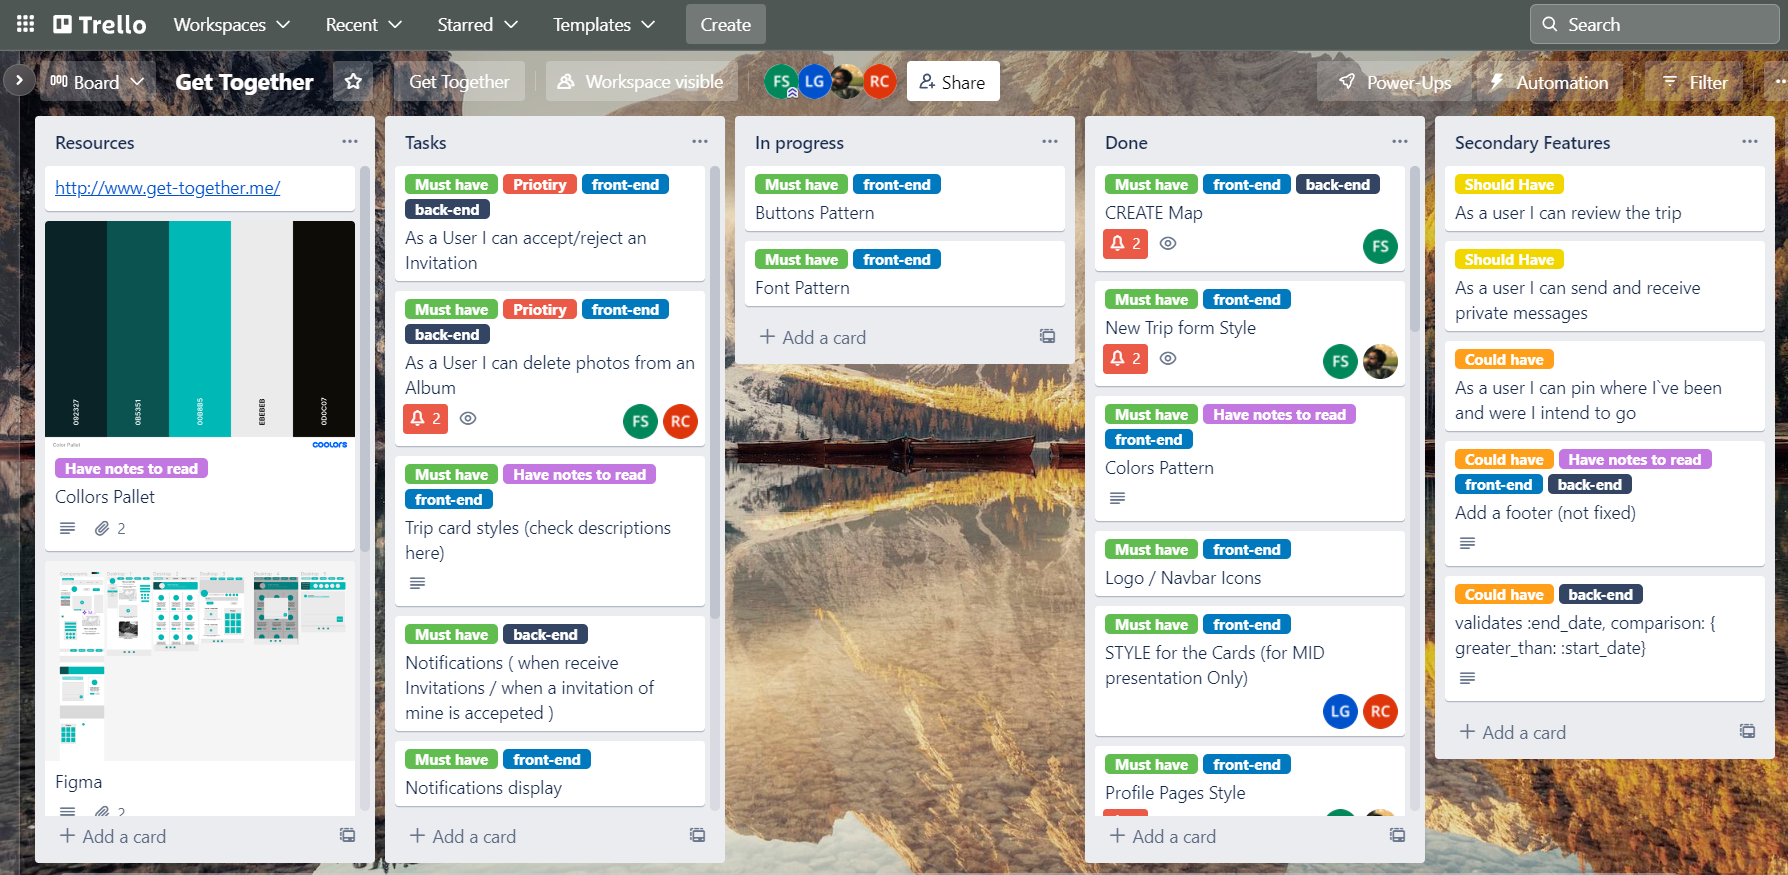 Trello
Workspaces
Recent
Starred
Templates
Create
Search
Board
Get Together
Get Together
Workspace visible
FS
LG
RC
Share
Power-Ups
Automation
Filter
Resources
http://www.get-together.me/
092327
0B5351
00B8B5
EBEBEB
0D0C07
Color Pallet
coolors
Have notes to read
Collors Pallet
2
Figma
2
Add a card
Tasks
Must have Priotiry front-end
back-end
As a User I can accept/reject an
Invitation
Must have Priotiry front-end
back-end
As a User I can delete photos from an
Album
2
FS RC
Must have Have notes to read
front-end
Trip card styles (check descriptions
here)
Must have back-end
Notifications ( when receive
Invitations / when a invitation of
mine is accepeted )
Must have front-end
Notifications display
Add a card
In progress
Must have front-end
Buttons Pattern
Must have front-end
Font Pattern
Add a card
Done
Must have front-end back-end
CREATE Map
2
FS
Must have front-end
New Trip form Style
2
FS
Must have Have notes to read
front-end
Colors Pattern
Must have front-end
Logo / Navbar Icons
Must have front-end
STYLE for the Cards (for MID
presentation Only)
LG RC
Must have front-end
Profile Pages Style
Add a card
Secondary Features
Should Have
As a user I can review the trip
Should Have
As a user I can send and receive
private messages
Could have
As a user I can pin where I`ve been
and were I intend to go
Could have Have notes to read
front-end back-end
Add a footer (not fixed)
Could have back-end
validates :end_date, comparison: {
greater_than: :start_date}
Add a card